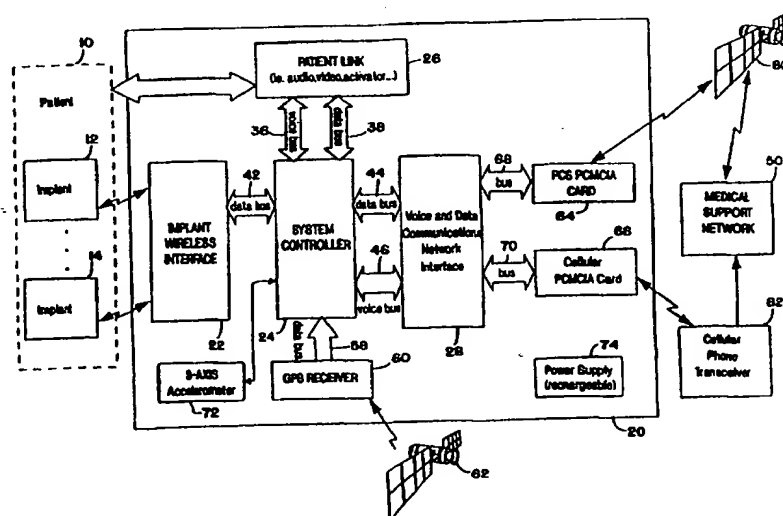 10
Patient
12
Implant
14
Implant
PATIENT LINK
(ie. audio,video,activator...)
26
36
voice bus
data bus
38
42
data bus
IMPLANT
WIRELESS
INTERFACE
22
SYSTEM
CONTROLLER
24
44
data bus
46
voice bus
Voice and Data
Communications
Network
Interface
28
68
bus
PCS PCMCIA
CARD
64
70
bus
66
Cellular
PCMCIA Card
data bus
58
3-AXIS
Accelerometer
72
GPS RECEIVER
60
74
Power Supply
(rechargeable)
20
62
50
MEDICAL
SUPPORT
NETWORK
82
Cellular
Phone
Transceiver